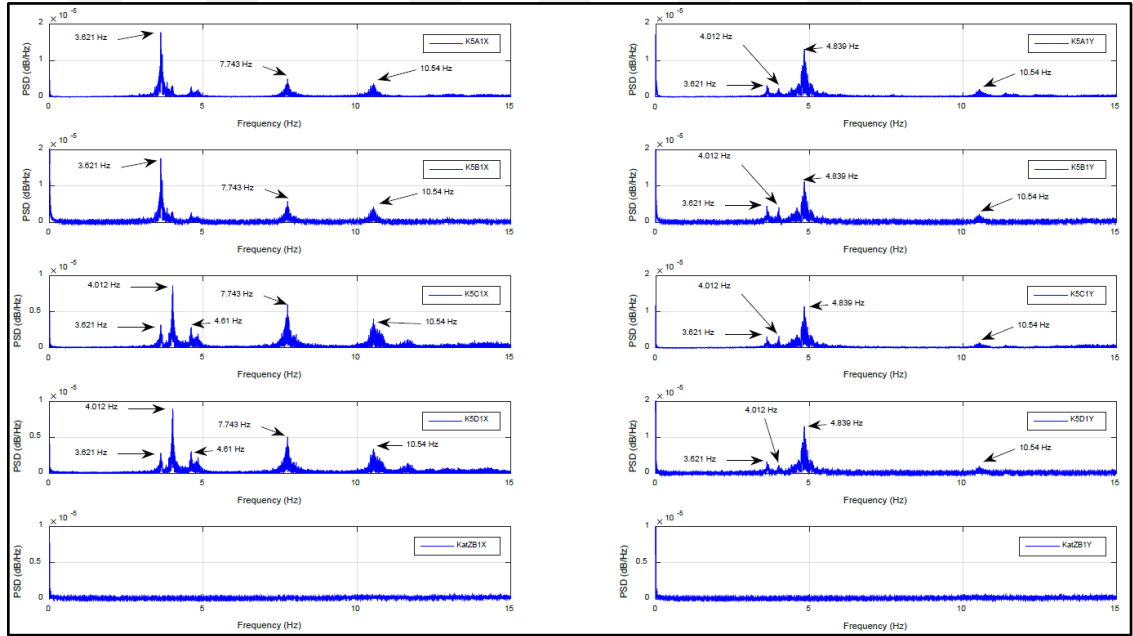 × 10 -5
2
1
0
PSD (dB/Hz)
3.621 Hz
7.743 Hz
10.54 Hz
K5A1X
0 5 10 15
Frequency (Hz)
× 10 -5
2
1
0
PSD (dB/Hz)
4.012 Hz
4.839 Hz
3.621 Hz
10.54 Hz
K5A1Y
0 5 10 15
Frequency (Hz)
× 10 -5
2
1
0
PSD (dB/Hz)
3.621 Hz
7.743 Hz
10.54 Hz
K5B1X
0 5 10 15
Frequency (Hz)
× 10 -5
2
1
0
PSD (dB/Hz)
4.012 Hz
4.839 Hz
3.621 Hz
10.54 Hz
K5B1Y
0 5 10 15
Frequency (Hz)
× 10 -5
1
0.5
0
PSD (dB/Hz)
4.012 Hz
7.743 Hz
3.621 Hz
4.61 Hz
10.54 Hz
K5C1X
0 5 10 15
Frequency (Hz)
× 10 -5
2
1
0
PSD (dB/Hz)
4.012 Hz
4.839 Hz
3.621 Hz
10.54 Hz
K5C1Y
0 5 10 15
Frequency (Hz)
× 10 -5
1
0.5
0
PSD (dB/Hz)
4.012 Hz
7.743 Hz
3.621 Hz
4.61 Hz
10.54 Hz
K5D1X
0 5 10 15
Frequency (Hz)
× 10 -5
2
1
0
PSD (dB/Hz)
4.012 Hz
4.839 Hz
3.621 Hz
10.54 Hz
K5D1Y
0 5 10 15
Frequency (Hz)
× 10 -5
1
0.5
0
PSD (dB/Hz)
KatZB1X
0 5 10 15
Frequency (Hz)
× 10 -5
1
0.5
0
PSD (dB/Hz)
KatZB1Y
0 5 10 15
Frequency (Hz)